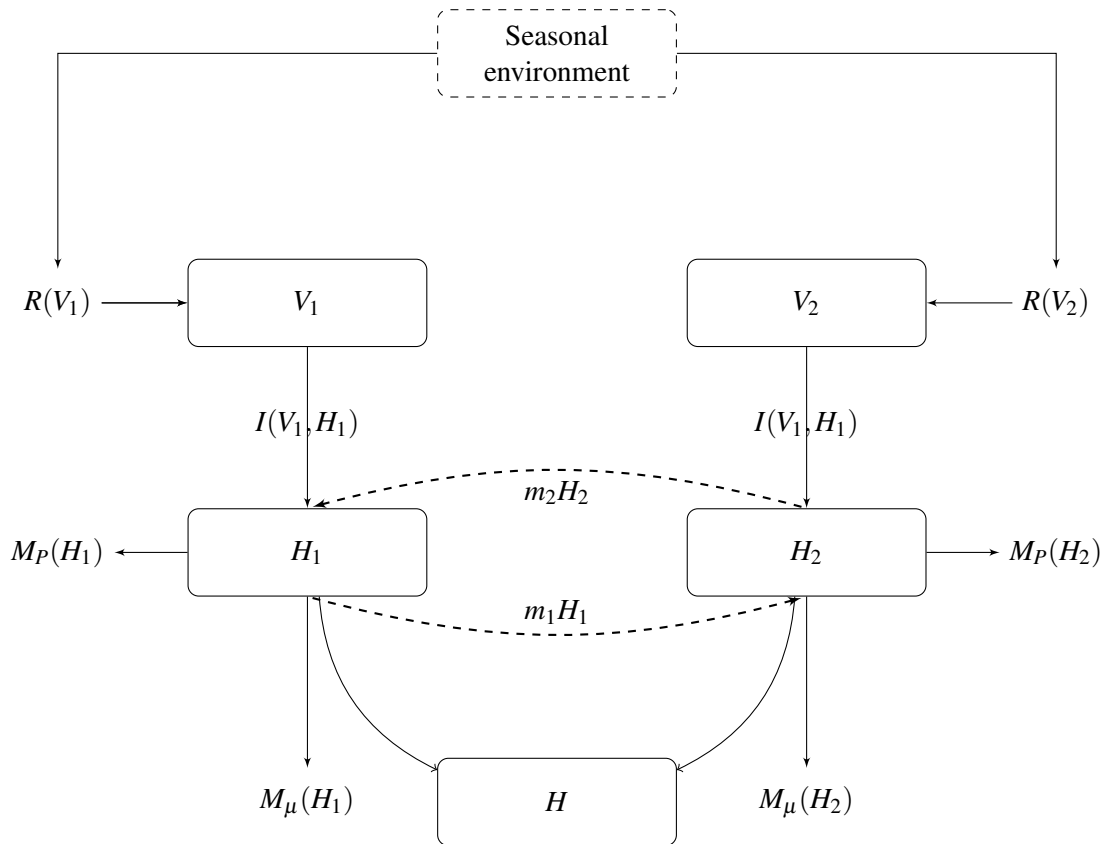 Seasonal
environment
R(V₁)
V₁
V₂
R(V₂)
I(V₁, H₁)
I(V₁, H₁)
m₂H₂
M_P(H₁)
H₁
H₂
M_P(H₂)
m₁H₁
M_μ(H₁)
H
M_μ(H₂)